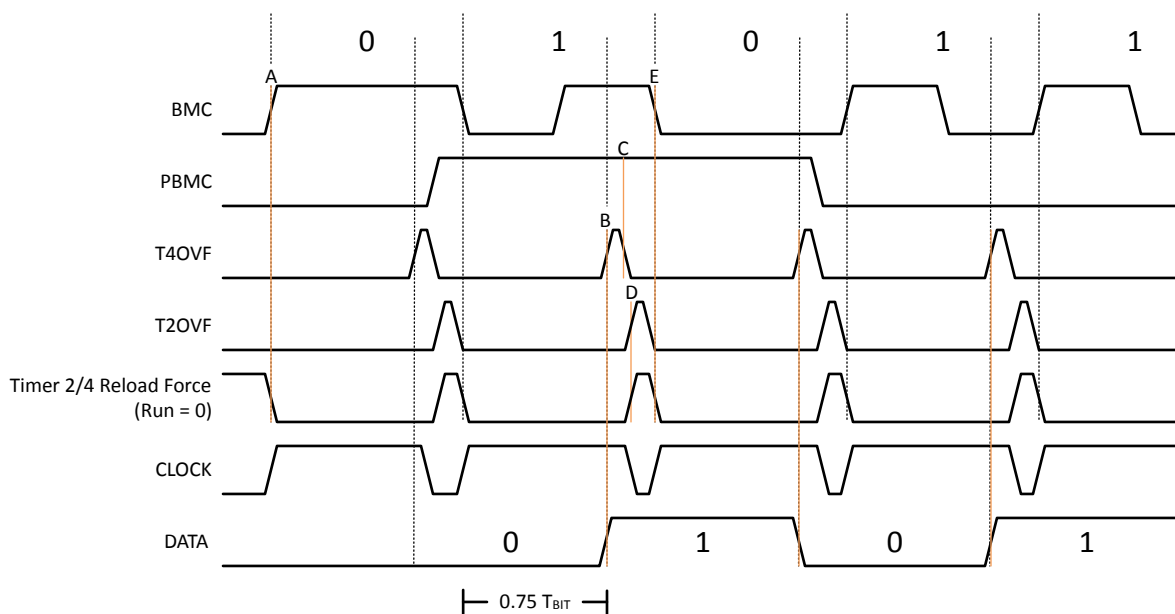 0 1 0 1 1
A E
BMC
C
PBMC
B
T4OVF
D
T2OVF
Timer 2/4 Reload Force
(Run = 0)
CLOCK
DATA
0 1 0 1
0.75 TBIT